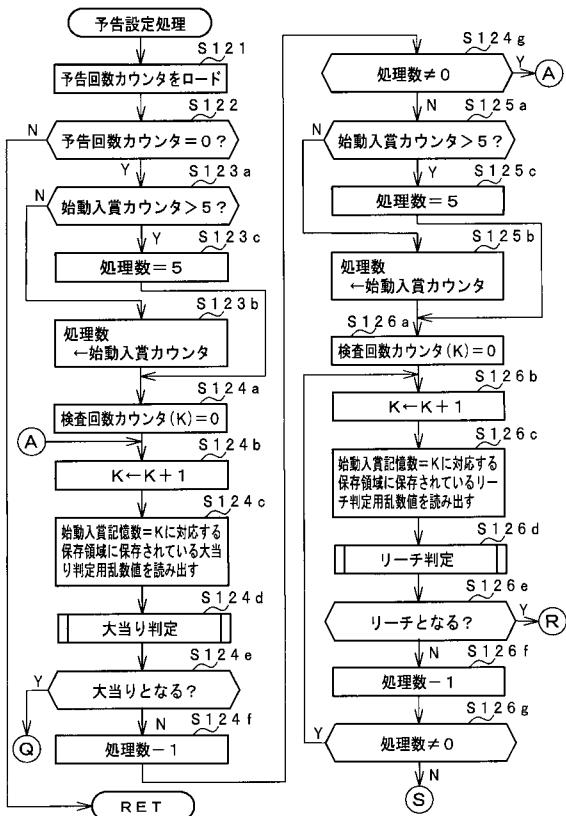 予告設定処理
S121
予告回数カウンタをロード
S122
予告回数カウンタ=0?
N
Y
S123a
始動入賞カウンタ>5?
N
Y
S123c
処理数=5
S123b
処理数
←始動入賞カウンタ
S124a
検査回数カウンタ(K)=0
A
S124b
K←K+1
S124c
始動入賞記憶数=Kに対応する
保存領域に保存されている大当
り判定用乱数値を読み出す
S124d
大当り判定
S124e
大当りとなる?
Y
N
Q
S124f
処理数-1
RET
S124g
処理数≠0
Y
A
N
S125a
始動入賞カウンタ>5?
N
Y
S125c
処理数=5
S125b
処理数
←始動入賞カウンタ
S126a
検査回数カウンタ(K)=0
S126b
K←K+1
S126c
始動入賞記憶数=Kに対応する
保存領域に保存されているリー
チ判定用乱数値を読み出す
S126d
リーチ判定
S126e
リーチとなる?
Y
R
N
S126f
処理数-1
S126g
処理数≠0
Y
N
S